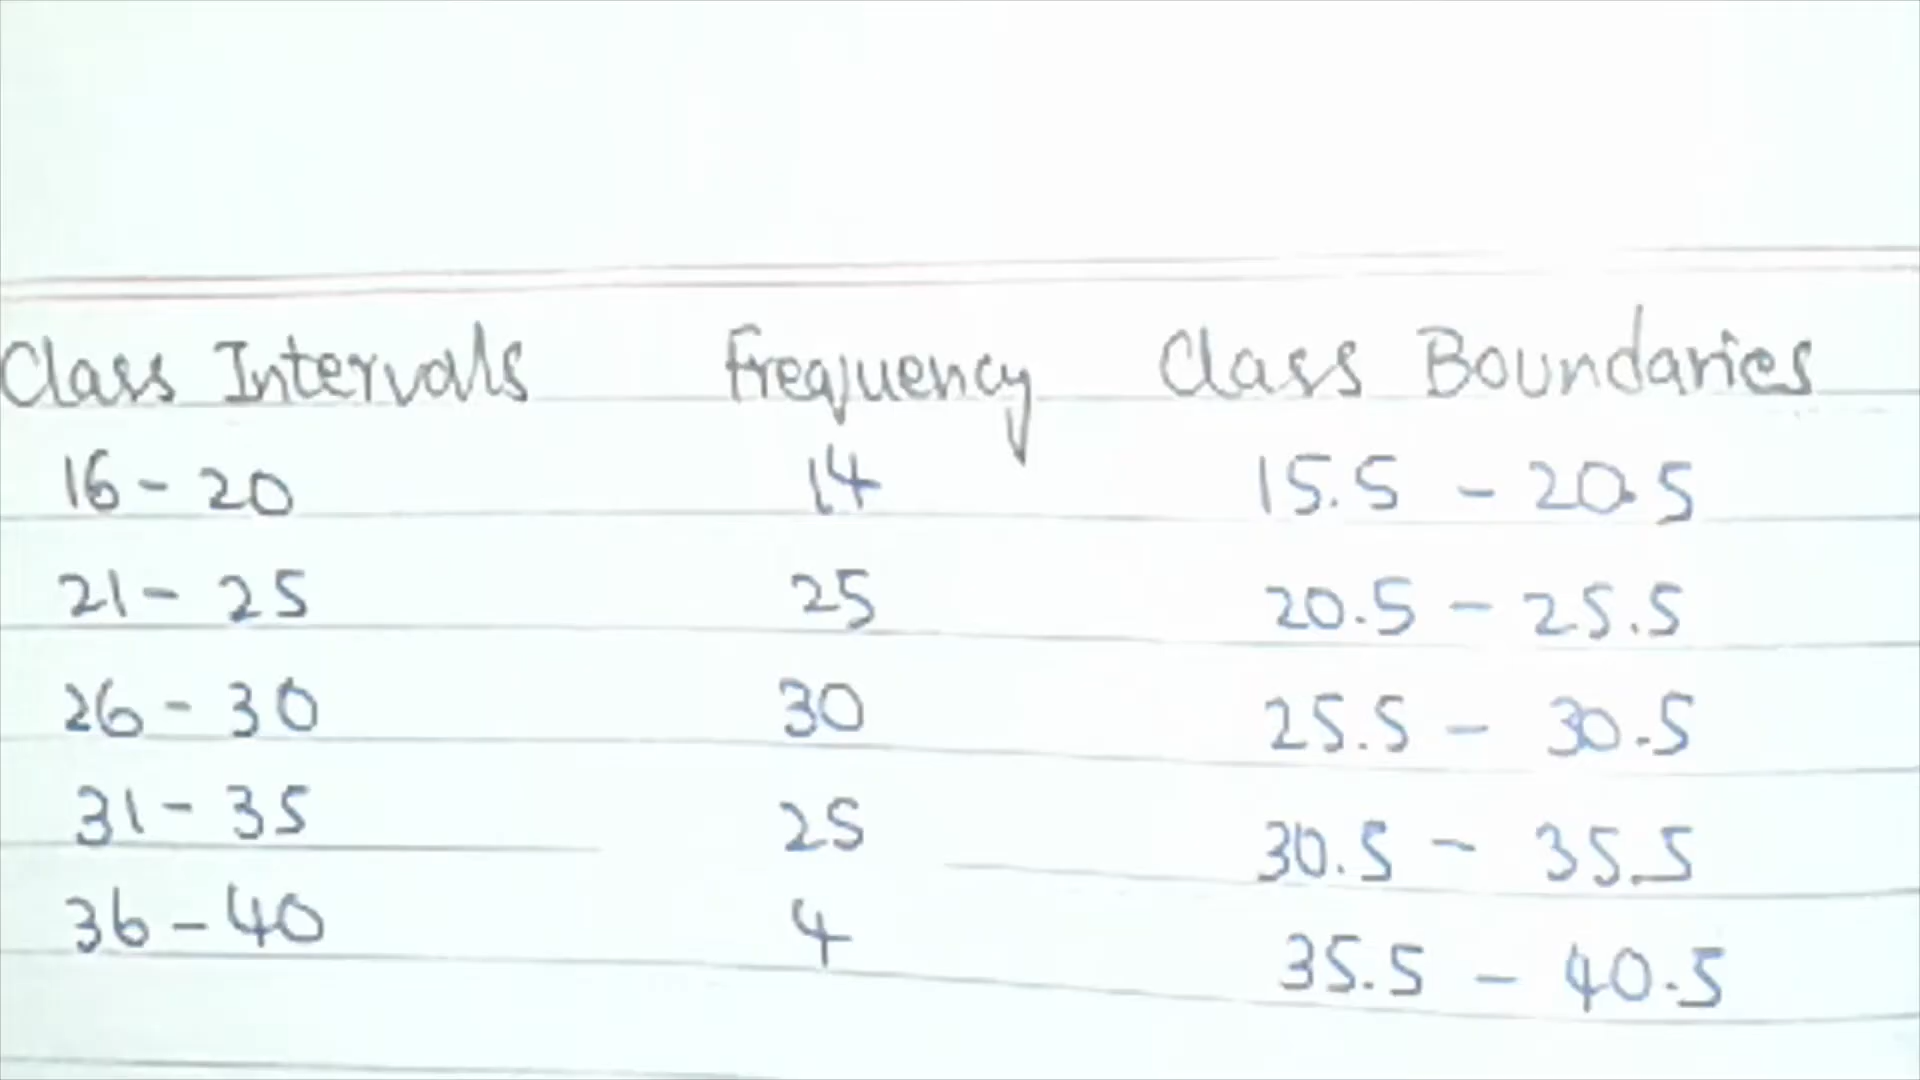 Class Intervals Frequency Class Boundaries
16 - 20 14 15.5 - 20.5
21 - 25 25 20.5 - 25.5
26 - 30 30 25.5 - 30.5
31 - 35 25 30.5 - 35.5
36 - 40 4 35.5 - 40.5